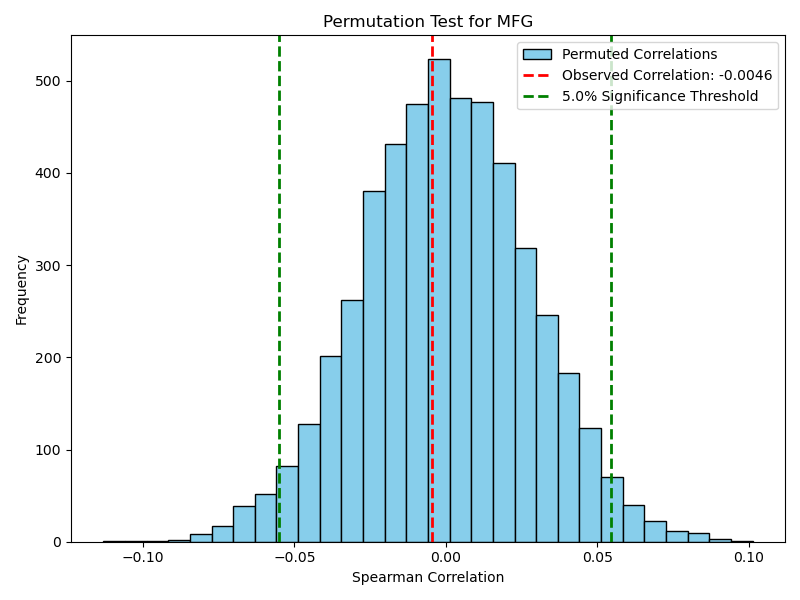 Permutation Test for MFG
Permuted Correlations
Observed Correlation: -0.0046
5.0% Significance Threshold
Frequency
500
400
300
200
100
0
−0.10
−0.05
0.00
0.05
0.10
Spearman Correlation